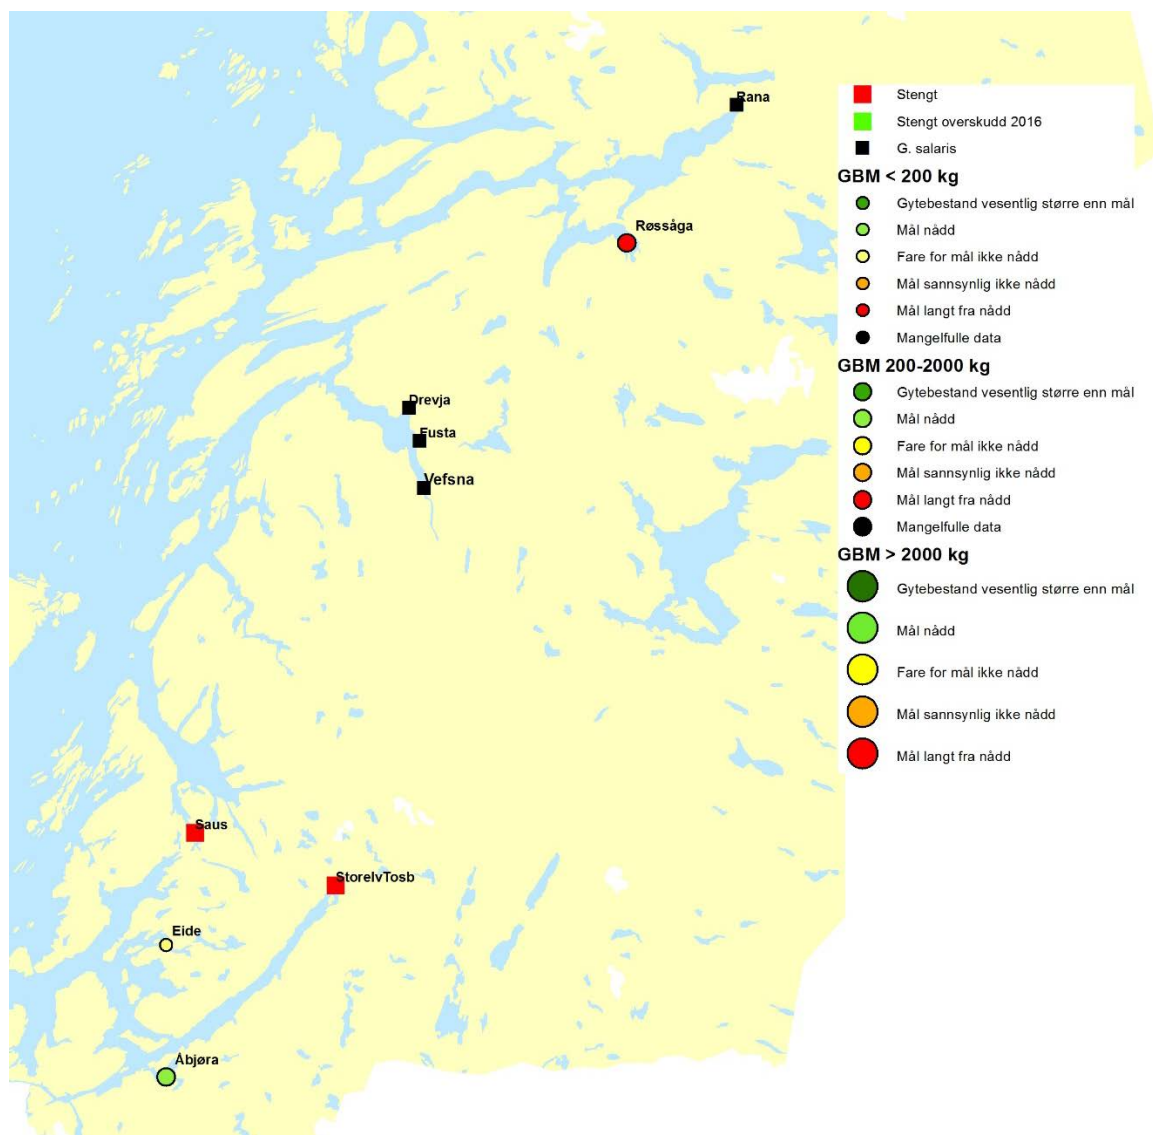 Rana
Røssåga
Drevja
Fusta
Vefsna
Saus
StorelvTosb
Eide
Åbjøra
Stengt
Stengt overskudd 2016
G. salaris
GBM < 200 kg
Gytebestand vesentlig større enn mål
Mål nådd
Fare for mål ikke nådd
Mål sannsynlig ikke nådd
Mål langt fra nådd
Mangelfulle data
GBM 200-2000 kg
Gytebestand vesentlig større enn mål
Mål nådd
Fare for mål ikke nådd
Mål sannsynlig ikke nådd
Mål langt fra nådd
Mangelfulle data
GBM > 2000 kg
Gytebestand vesentlig større enn mål
Mål nådd
Fare for mål ikke nådd
Mål sannsynlig ikke nådd
Mål langt fra nådd